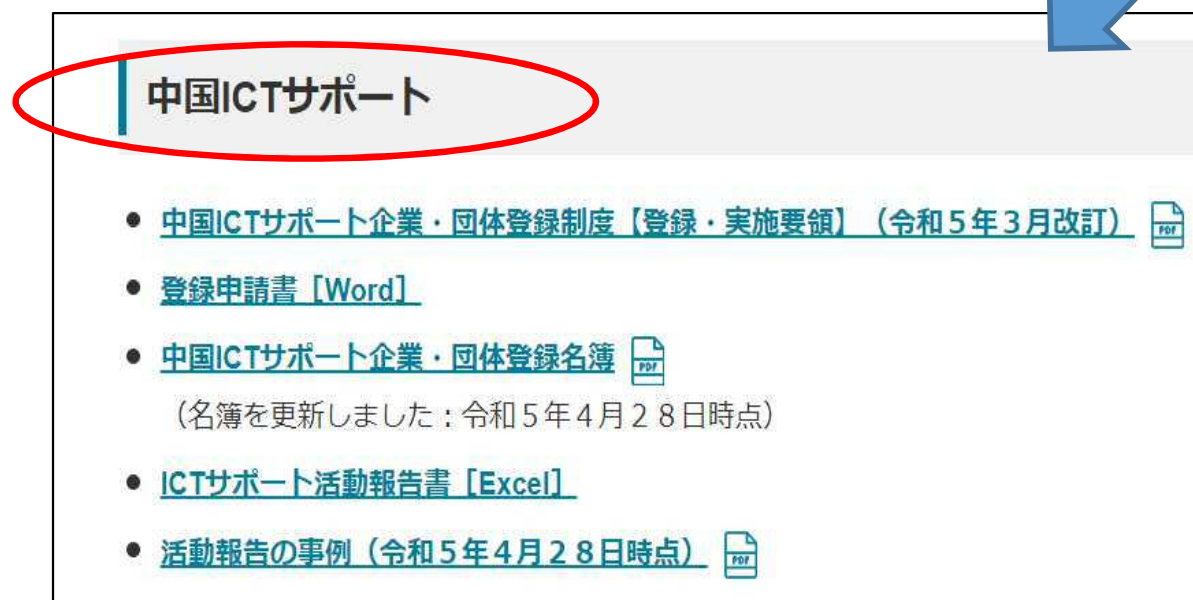 中国ICTサポート
中国ICTサポート企業・団体登録制度【登録・実施要領】（令和５年３月改訂）
PDF
登録申請書［Word］
中国ICTサポート企業・団体登録名簿
PDF
（名簿を更新しました：令和５年４月２８日時点）
ICTサポート活動報告書［Excel］
活動報告の事例（令和５年４月２８日時点）
PDF